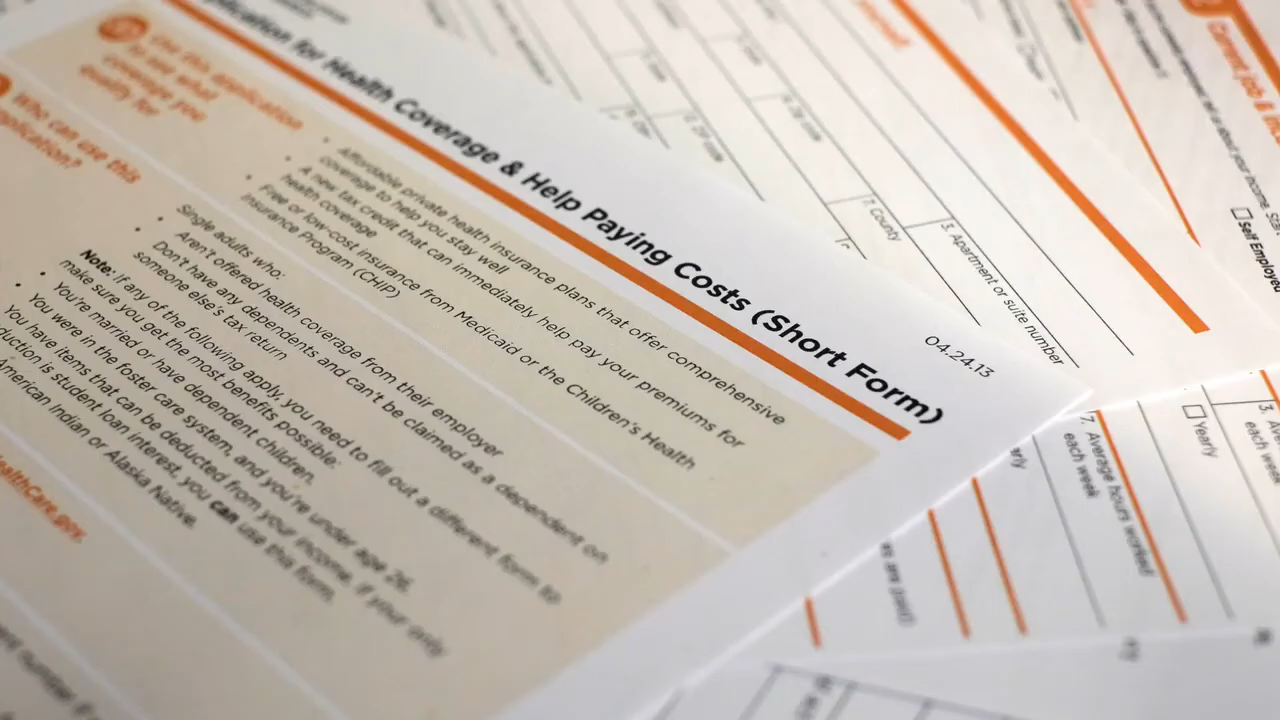 Application for Health Coverage & Help Paying Costs (Short Form)
04.24.13
Use this application
to see what
coverage you
qualify for
Affordable private health insurance plans that offer comprehensive
coverage to help you stay well
A new tax credit that can immediately help pay your premiums for
health coverage
Free or low-cost insurance from Medicaid or the Children's Health
Insurance Program (CHIP)
Who can use this
application?
Single adults who:
Aren't offered health coverage from their employer
Don't have any dependents and can't be claimed as a dependent on
someone else's tax return
Note: If any of the following apply, you need to fill out a different form to
make sure you get the most benefits possible:
You're married or have dependent children.
You were in the foster care system, and you're under age 26.
You have items that can be deducted from your income. If your only
duction is student loan interest, you can use this form.
American Indian or Alaska Native.
HealthCare.gov.
3. Apartment or suite number
7. County
Self Employed
Current job &
7. Average hours worked
each week
Yearly
each week